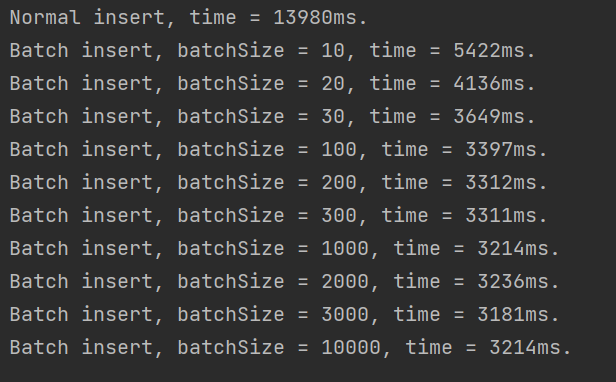 Normal insert, time = 13980ms.
Batch insert, batchSize = 10, time = 5422ms.
Batch insert, batchSize = 20, time = 4136ms.
Batch insert, batchSize = 30, time = 3649ms.
Batch insert, batchSize = 100, time = 3397ms.
Batch insert, batchSize = 200, time = 3312ms.
Batch insert, batchSize = 300, time = 3311ms.
Batch insert, batchSize = 1000, time = 3214ms.
Batch insert, batchSize = 2000, time = 3236ms.
Batch insert, batchSize = 3000, time = 3181ms.
Batch insert, batchSize = 10000, time = 3214ms.